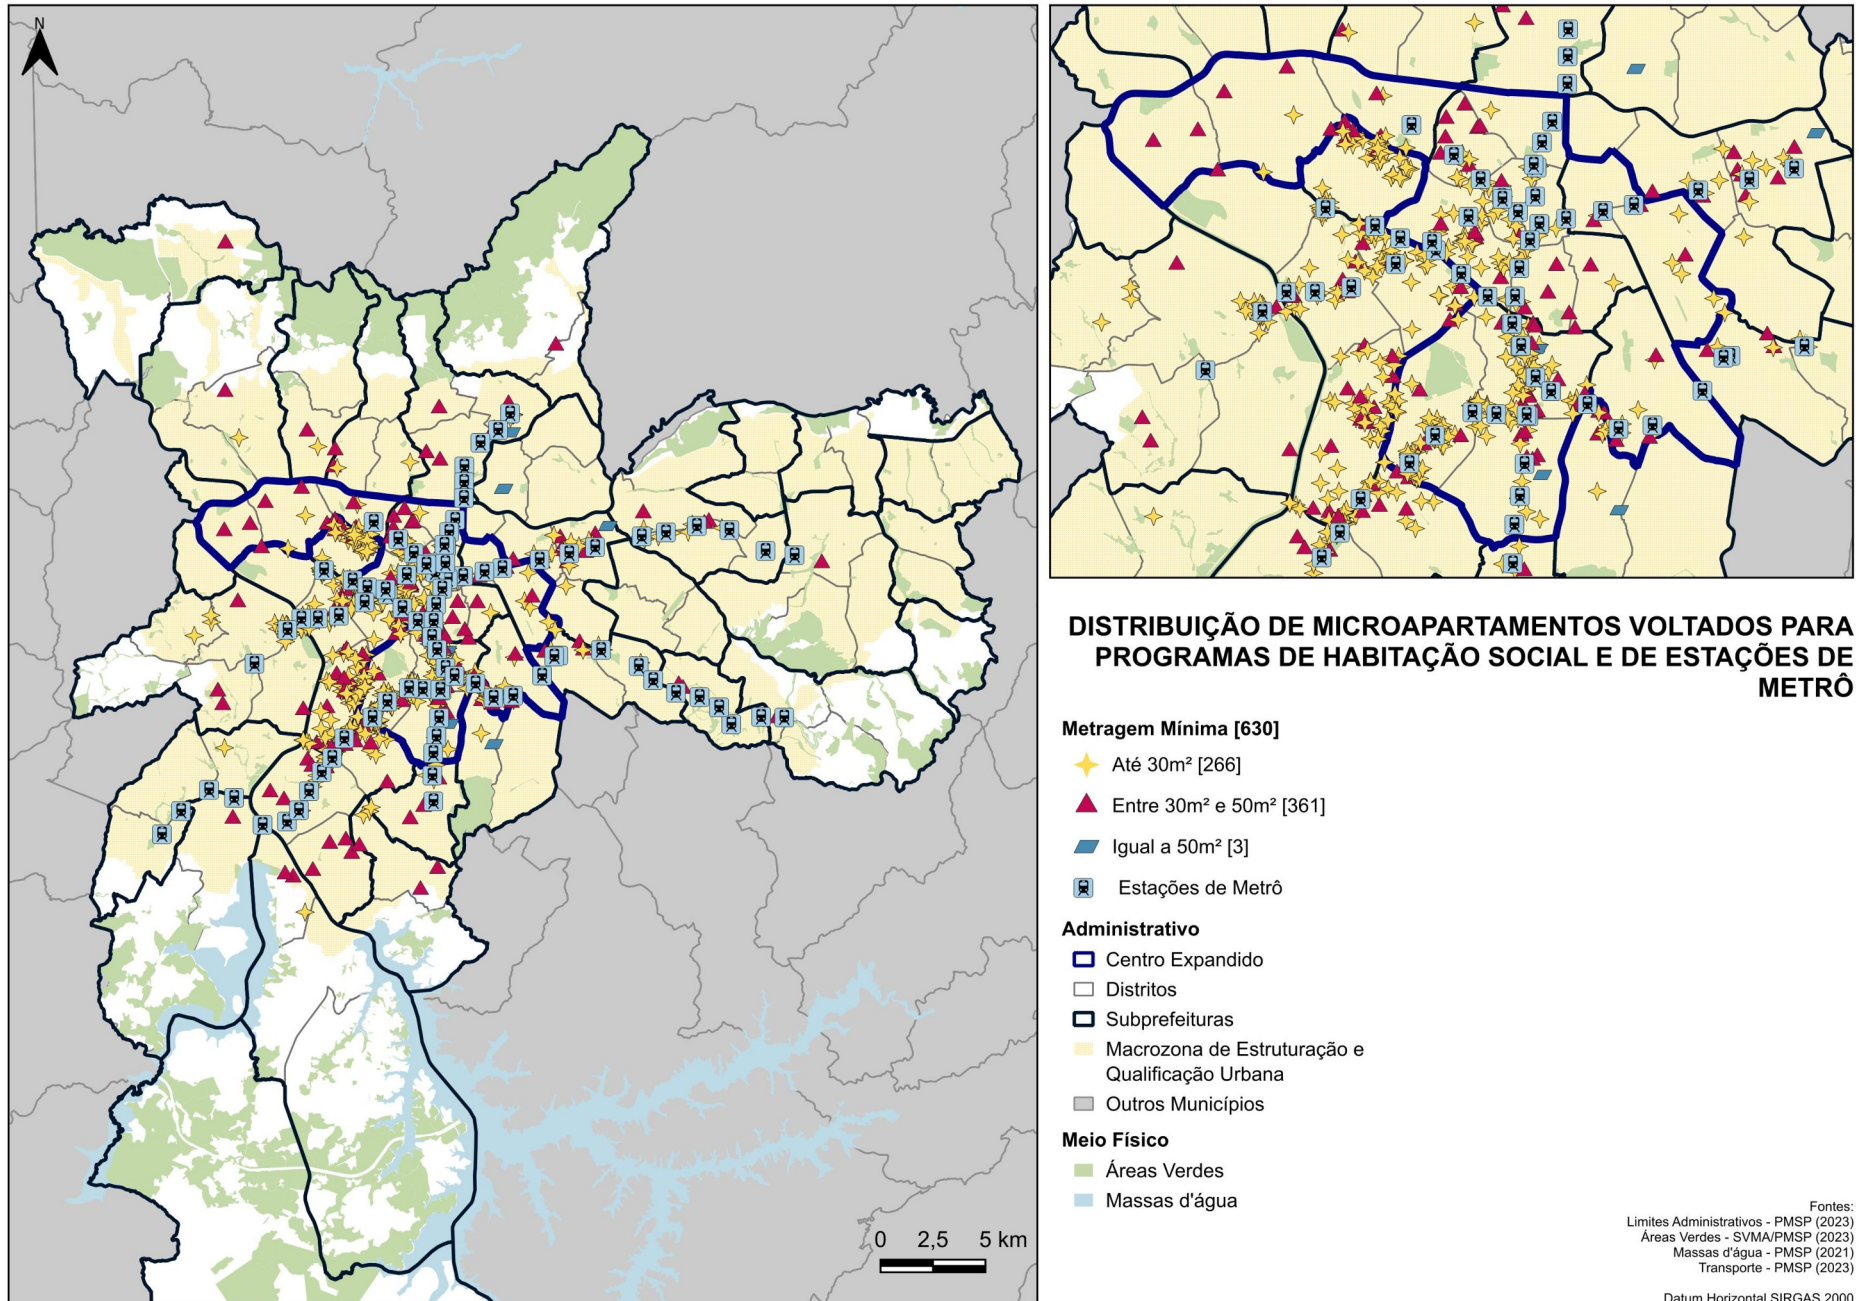 N
0 2,5 5 km
DISTRIBUIÇÃO DE MICROAPARTAMENTOS VOLTADOS PARA
PROGRAMAS DE HABITAÇÃO SOCIAL E DE ESTAÇÕES DE
METRÔ
Metragem Mínima [630]
Até 30m² [266]
Entre 30m² e 50m² [361]
Igual a 50m² [3]
Estações de Metrô
Administrativo
Centro Expandido
Distritos
Subprefeituras
Macrozona de Estruturação e
Qualificação Urbana
Outros Municípios
Meio Físico
Áreas Verdes
Massas d'água
Fontes:
Limites Administrativos - PMSP (2023)
Áreas Verdes - SVMA/PMSP (2023)
Massas d'água - PMSP (2021)
Transporte - PMSP (2023)
Datum Horizontal SIRGAS 2000